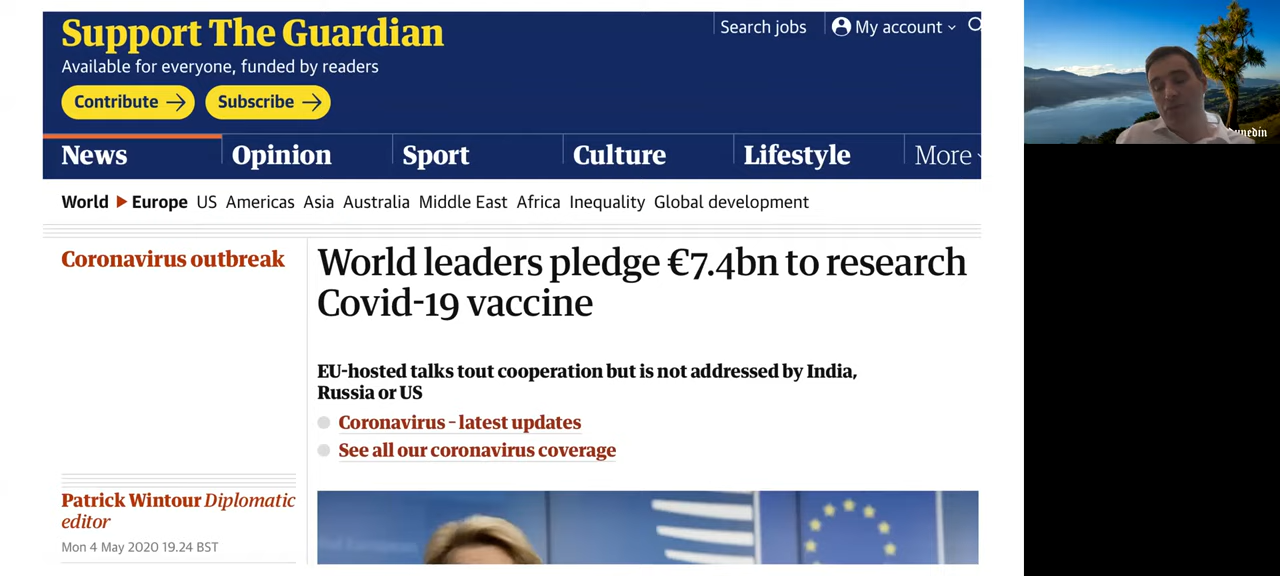 Support The Guardian
Available for everyone, funded by readers
Contribute → Subscribe →
Search jobs My account
News Opinion Sport Culture Lifestyle More
World Europe US Americas Asia Australia Middle East Africa Inequality Global development
Coronavirus outbreak
World leaders pledge €7.4bn to research
Covid-19 vaccine
EU-hosted talks tout cooperation but is not addressed by India,
Russia or US
Coronavirus – latest updates
See all our coronavirus coverage
Patrick Wintour Diplomatic
editor
Mon 4 May 2020 19.24 BST